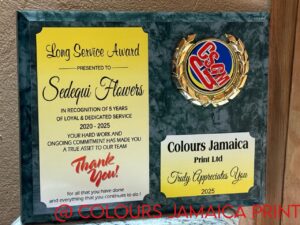 Long Service Award
PRESENTED TO
Sedequi Flowers
IN RECOGNITION OF 5 YEARS
OF LOYAL & DEDICATED SERVICE
2020 - 2025
YOUR HARD WORK AND
ONGOING COMMITMENT HAS MADE YOU
A TRUE ASSET TO OUR TEAM
Thank
You!
for all that you have done
and everything that you continue to do!
Colours Jamaica
Print Ltd
Truly Appreciates You
2025
@ COLOURS JAMAICA PRINT